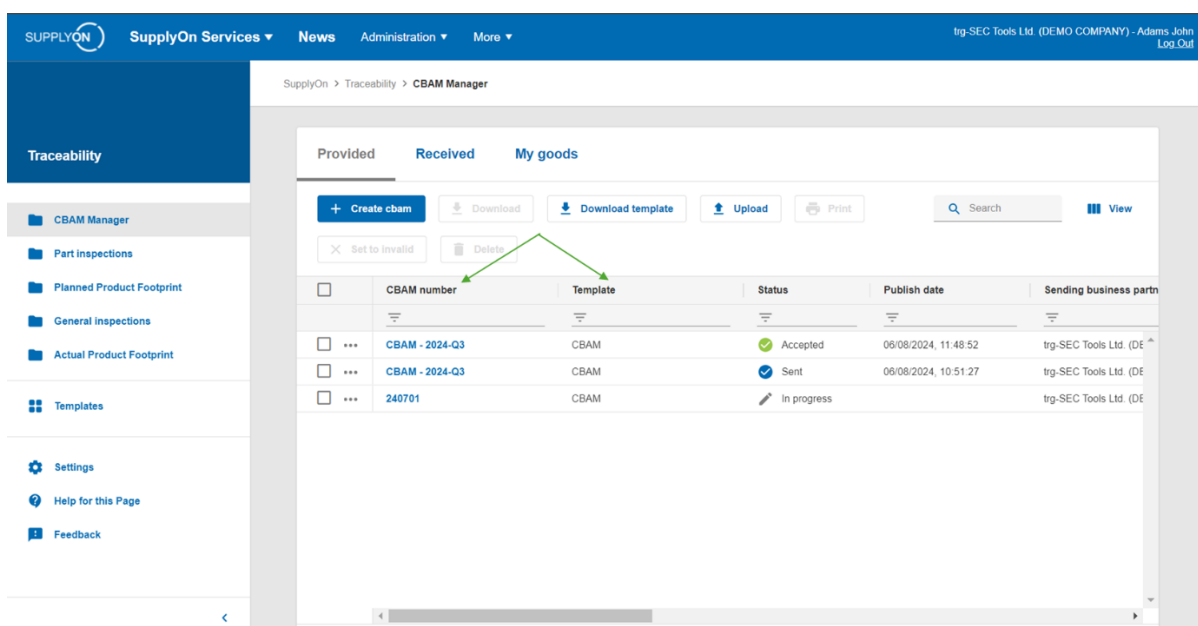 SUPPLYON SupplyOn Services News Administration More trg-SEC Tools Ltd. (DEMO COMPANY) - Adams John
Log Out
SupplyOn > Traceability > CBAM Manager
Traceability
Provided Received My goods
+ Create cbam Download Download template Upload Print Search View
Set to invalid Delete
CBAM Manager
Part inspections
Planned Product Footprint
General inspections
Actual Product Footprint
Templates
Settings
Help for this Page
Feedback
CBAM number Template Status Publish date Sending business partn
CBAM - 2024-Q3 CBAM Accepted 06/08/2024, 11:48:52 trg-SEC Tools Ltd. (DE
CBAM - 2024-Q3 CBAM Sent 06/08/2024, 10:51:27 trg-SEC Tools Ltd. (DE
240701 CBAM In progress trg-SEC Tools Ltd. (DE